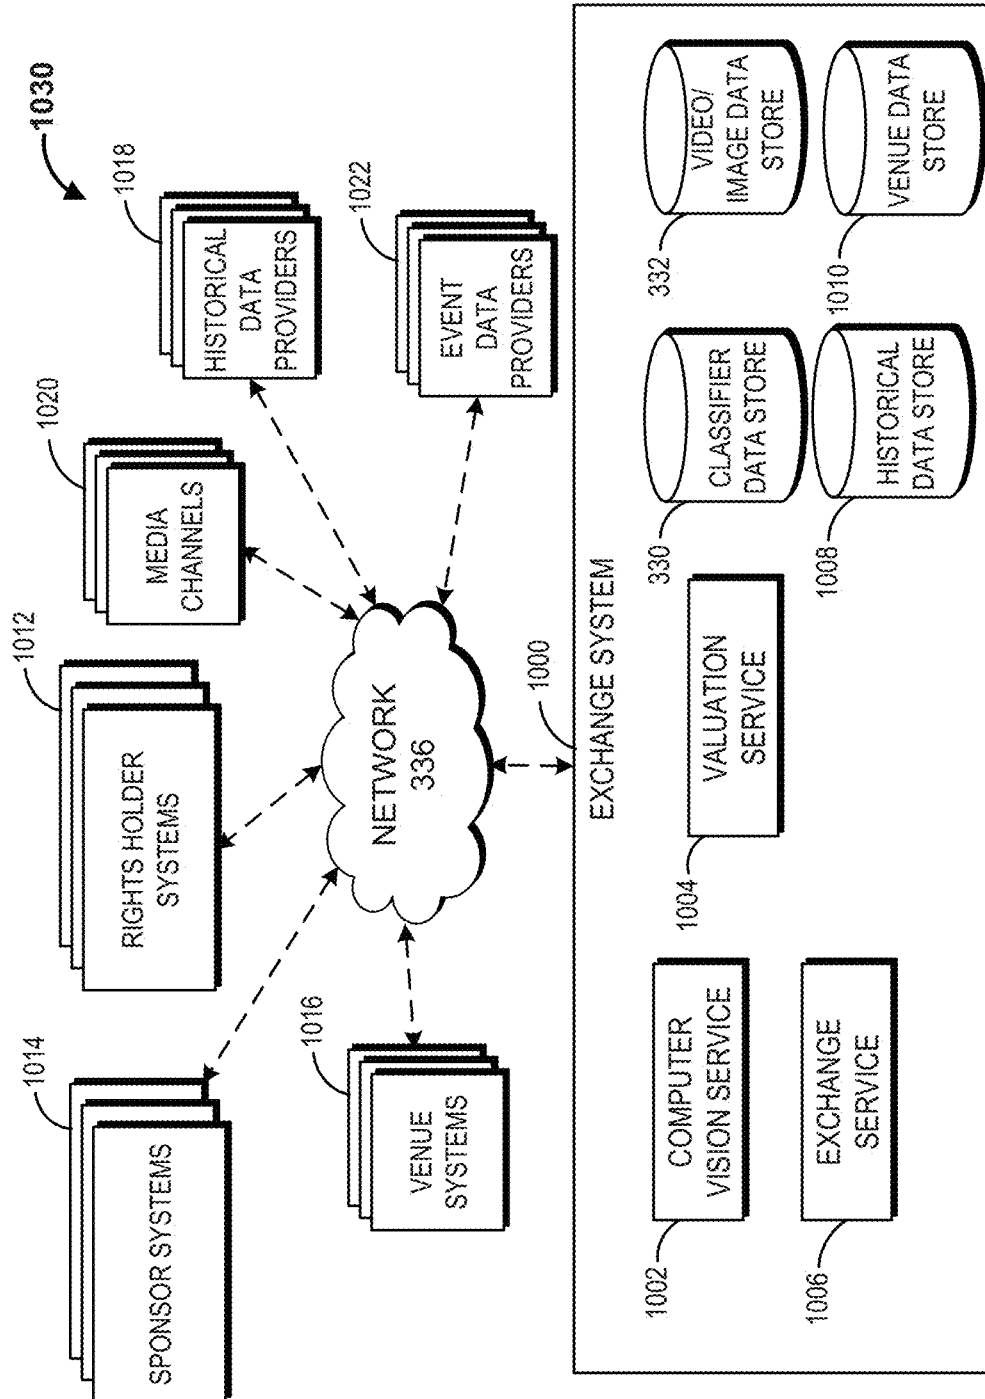 1030
1014
SPONSOR SYSTEMS
1012
RIGHTS HOLDER
SYSTEMS
1020
MEDIA
CHANNELS
1018
HISTORICAL
DATA
PROVIDERS
1016
VENUE
SYSTEMS
NETWORK
336
1022
EVENT
DATA
PROVIDERS
1000
EXCHANGE SYSTEM
1002
COMPUTER
VISION SERVICE
1004
VALUATION
SERVICE
330
CLASSIFIER
DATA STORE
332
VIDEO/
IMAGE DATA
STORE
1006
EXCHANGE
SERVICE
1008
HISTORICAL
DATA STORE
1010
VENUE DATA
STORE